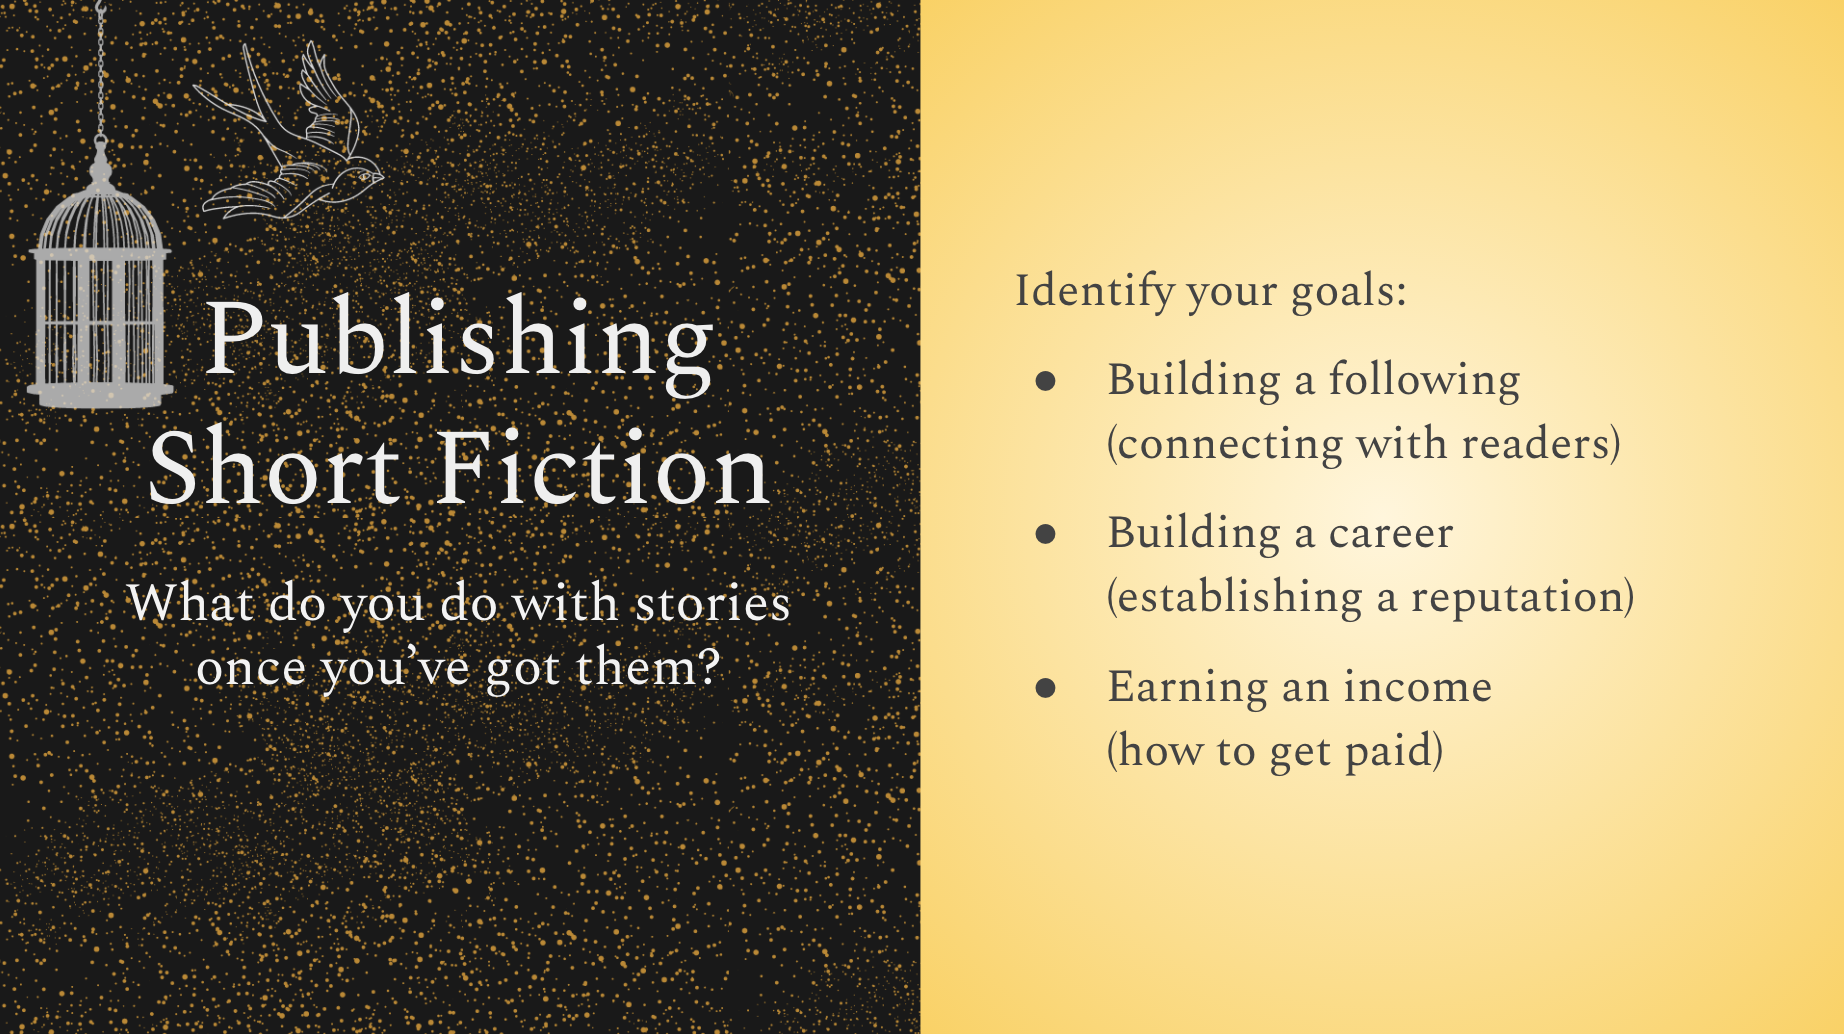 Publishing
Short Fiction
What do you do with stories
once you’ve got them?
Identify your goals:
● Building a following
(connecting with readers)
● Building a career
(establishing a reputation)
● Earning an income
(how to get paid)